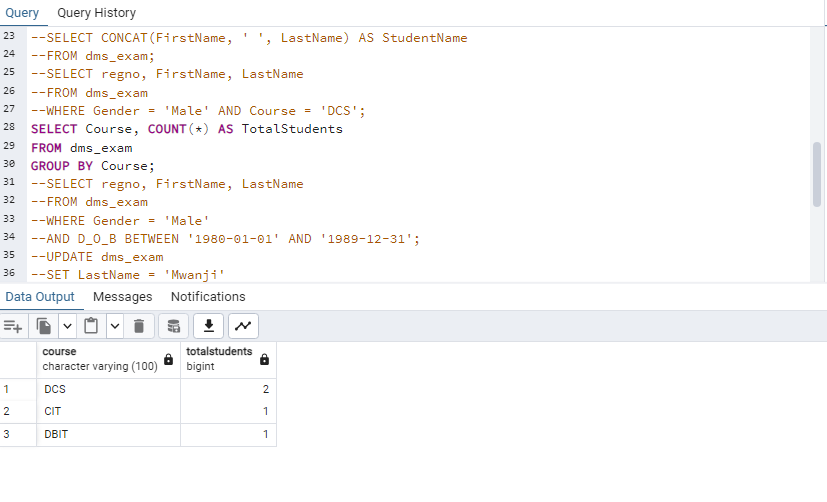 Query Query History
23 --SELECT CONCAT(FirstName, ' ', LastName) AS StudentName
24 --FROM dms_exam;
25 --SELECT regno, FirstName, LastName
26 --FROM dms_exam
27 --WHERE Gender = 'Male' AND Course = 'DCS';
28 SELECT Course, COUNT(*) AS TotalStudents
29 FROM dms_exam
30 GROUP BY Course;
31 --SELECT regno, FirstName, LastName
32 --FROM dms_exam
33 --WHERE Gender = 'Male'
34 --AND D_O_B BETWEEN '1980-01-01' AND '1989-12-31';
35 --UPDATE dms_exam
36 --SET LastName = 'Mwanji'
Data Output Messages Notifications
course totalstudents
character varying (100) bigint
1 DCS 2
2 CIT 1
3 DBIT 1